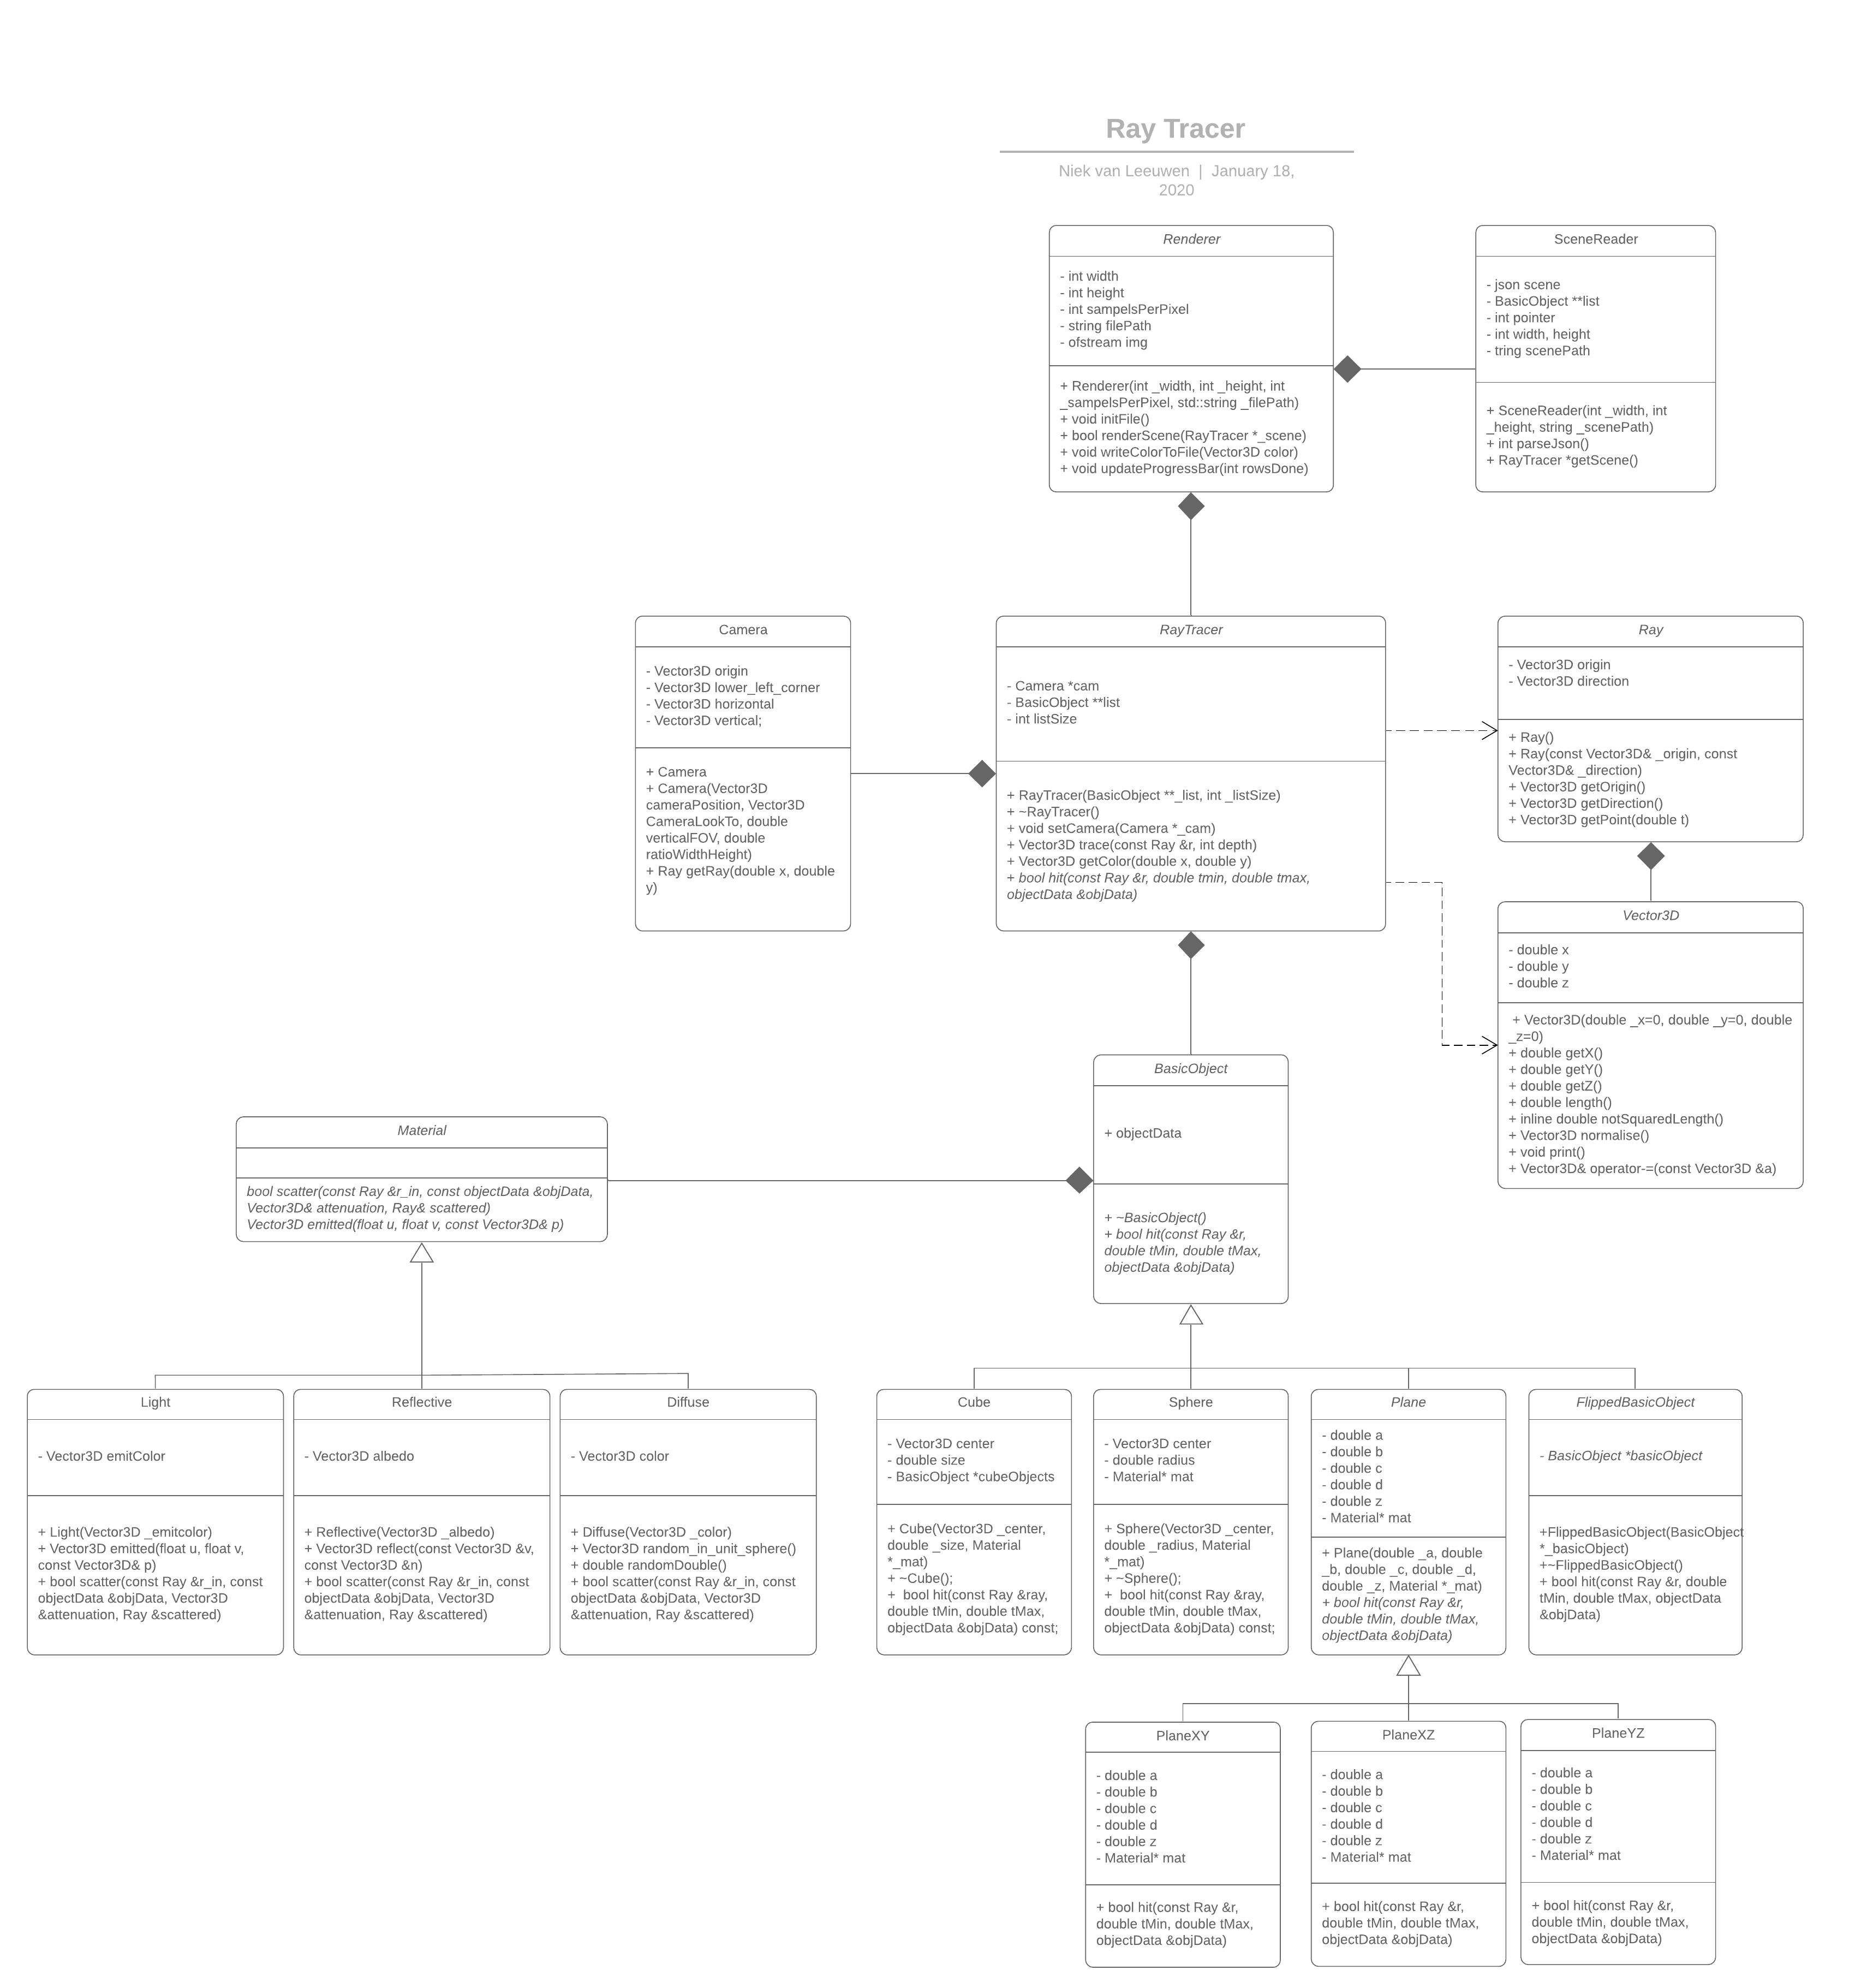 Ray Tracer
Niek van Leeuwen | January 18,
2020
Renderer
- int width
- int height
- int sampelsPerPixel
- string filePath
- ofstream img
+ Renderer(int _width, int _height, int
_sampelsPerPixel, std::string _filePath)
+ void initFile()
+ bool renderScene(RayTracer *_scene)
+ void writeColorToFile(Vector3D color)
+ void updateProgressBar(int rowsDone)
SceneReader
- json scene
- BasicObject **list
- int pointer
- int width, height
- tring scenePath
+ SceneReader(int _width, int
_height, string _scenePath)
+ int parseJson()
+ RayTracer *getScene()
Camera
- Vector3D origin
- Vector3D lower_left_corner
- Vector3D horizontal
- Vector3D vertical;
+ Camera
+ Camera(Vector3D
cameraPosition, Vector3D
CameraLookTo, double
verticalFOV, double
ratioWidthHeight)
+ Ray getRay(double x, double
y)
RayTracer
- Camera *cam
- BasicObject **list
- int listSize
+ RayTracer(BasicObject **_list, int _listSize)
+ ~RayTracer()
+ void setCamera(Camera *_cam)
+ Vector3D trace(const Ray &r, int depth)
+ Vector3D getColor(double x, double y)
+ bool hit(const Ray &r, double tmin, double tmax,
objectData &objData)
Ray
- Vector3D origin
- Vector3D direction
+ Ray()
+ Ray(const Vector3D& _origin, const
Vector3D& _direction)
+ Vector3D getOrigin()
+ Vector3D getDirection()
+ Vector3D getPoint(double t)
Vector3D
- double x
- double y
- double z
+ Vector3D(double _x=0, double _y=0, double
_z=0)
+ double getX()
+ double getY()
+ double getZ()
+ double length()
+ inline double notSquaredLength()
+ Vector3D normalise()
+ void print()
+ Vector3D& operator-=(const Vector3D &a)
BasicObject
+ objectData
+ ~BasicObject()
+ bool hit(const Ray &r,
double tMin, double tMax,
objectData &objData)
Material
bool scatter(const Ray &r_in, const objectData &objData,
Vector3D& attenuation, Ray& scattered)
Vector3D emitted(float u, float v, const Vector3D& p)
Light
- Vector3D emitColor
+ Light(Vector3D _emitcolor)
+ Vector3D emitted(float u, float v,
const Vector3D& p)
+ bool scatter(const Ray &r_in, const
objectData &objData, Vector3D
&attenuation, Ray &scattered)
Reflective
- Vector3D albedo
+ Reflective(Vector3D _albedo)
+ Vector3D reflect(const Vector3D &v,
const Vector3D &n)
+ bool scatter(const Ray &r_in, const
objectData &objData, Vector3D
&attenuation, Ray &scattered)
Diffuse
- Vector3D color
+ Diffuse(Vector3D _color)
+ Vector3D random_in_unit_sphere()
+ double randomDouble()
+ bool scatter(const Ray &r_in, const
objectData &objData, Vector3D
&attenuation, Ray &scattered)
Cube
- Vector3D center
- double size
- BasicObject *cubeObjects
+ Cube(Vector3D _center,
double _size, Material
*_mat)
+ ~Cube();
+ bool hit(const Ray &ray,
double tMin, double tMax,
objectData &objData) const;
Sphere
- Vector3D center
- double radius
- Material* mat
+ Sphere(Vector3D _center,
double _radius, Material
*_mat)
+ ~Sphere();
+ bool hit(const Ray &ray,
double tMin, double tMax,
objectData &objData) const;
Plane
- double a
- double b
- double c
- double d
- double z
- Material* mat
+ Plane(double _a, double
_b, double _c, double _d,
double _z, Material *_mat)
+ bool hit(const Ray &r,
double tMin, double tMax,
objectData &objData)
FlippedBasicObject
- BasicObject *basicObject
+FlippedBasicObject(BasicObject
*_basicObject)
+~FlippedBasicObject()
+ bool hit(const Ray &r, double
tMin, double tMax, objectData
&objData)
PlaneXY
- double a
- double b
- double c
- double d
- double z
- Material* mat
+ bool hit(const Ray &r,
double tMin, double tMax,
objectData &objData)
PlaneXZ
- double a
- double b
- double c
- double d
- double z
- Material* mat
+ bool hit(const Ray &r,
double tMin, double tMax,
objectData &objData)
PlaneYZ
- double a
- double b
- double c
- double d
- double z
- Material* mat
+ bool hit(const Ray &r,
double tMin, double tMax,
objectData &objData)